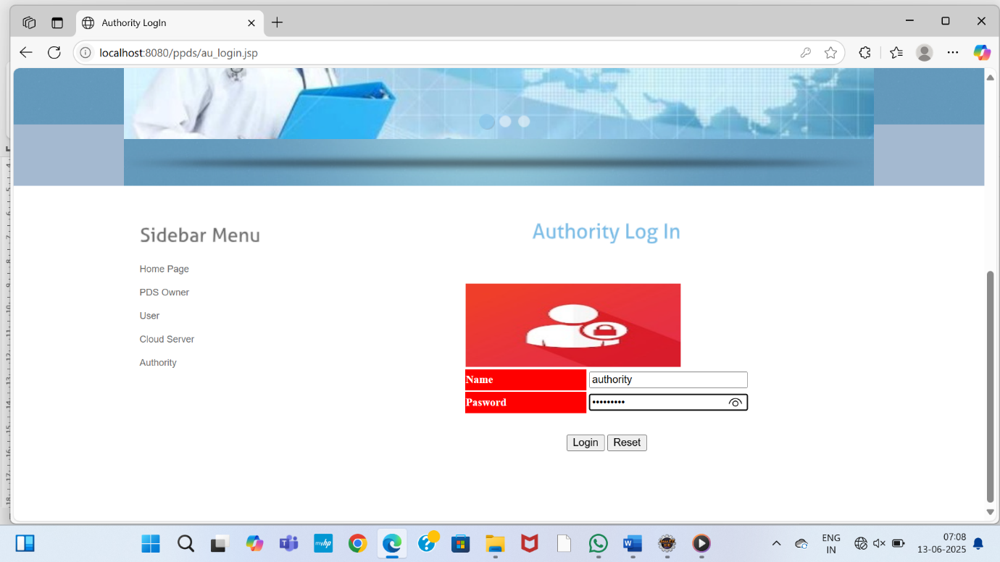 Authority LogIn
localhost:8080/ppds/au_login.jsp
Sidebar Menu
Home Page
PDS Owner
User
Cloud Server
Authority
Authority Log In
Name
authority
Pasword
•••••••••
Login Reset
myhp
ENG
IN
07:08
13-06-2025